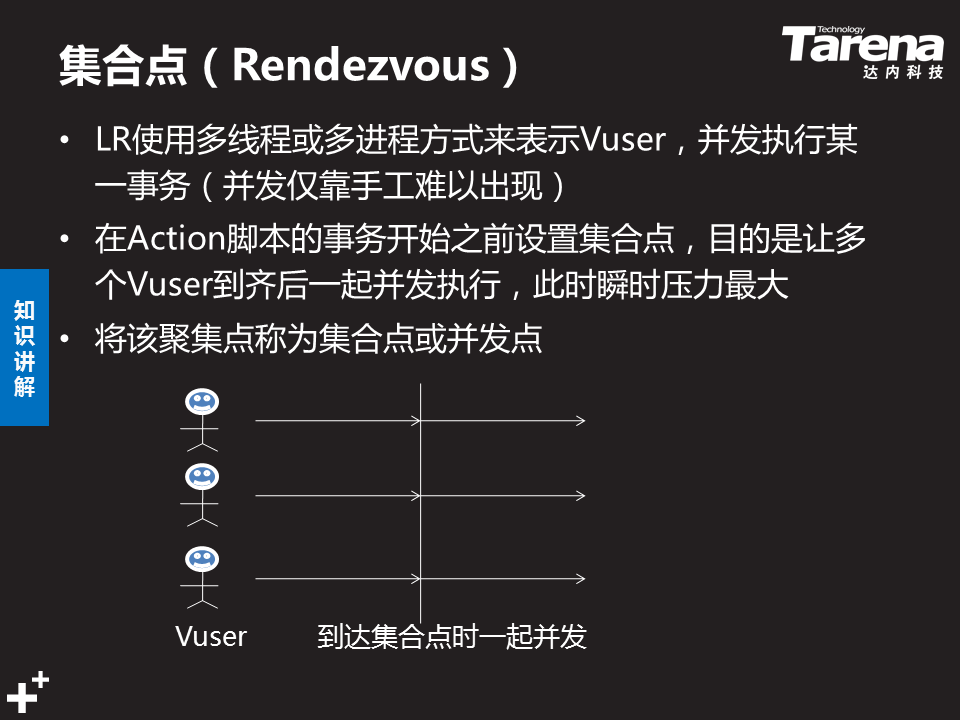 集合点（Rendezvous）
Technology
Tarena
达内科技
• LR使用多线程或多进程方式来表示Vuser，并发执行某
一事务（并发仅靠手工难以出现）
• 在Action脚本的事务开始之前设置集合点，目的是让多
个Vuser到齐后一起并发执行，此时瞬时压力最大
• 将该聚集点称为集合点或并发点
知
识
讲
解
Vuser
到达集合点时一起并发